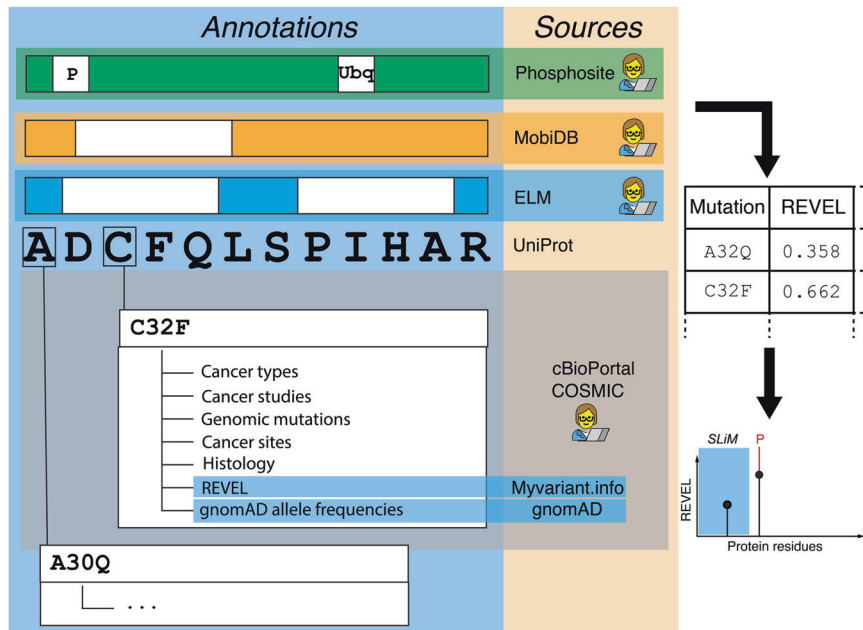 Annotations
Sources
P
Ubq
Phosphosite
MobiDB
ELM
ADCFQLSPIHAR
UniProt
C32F
Cancer types
Cancer studies
Genomic mutations
Cancer sites
Histology
REVEL
gnomAD allele frequencies
cBioPortal
COSMIC
Myvariant.info
gnomAD
A30Q
...
Mutation REVEL
A32Q 0.358
C32F 0.662
SLiM P
REVEL
Protein residues